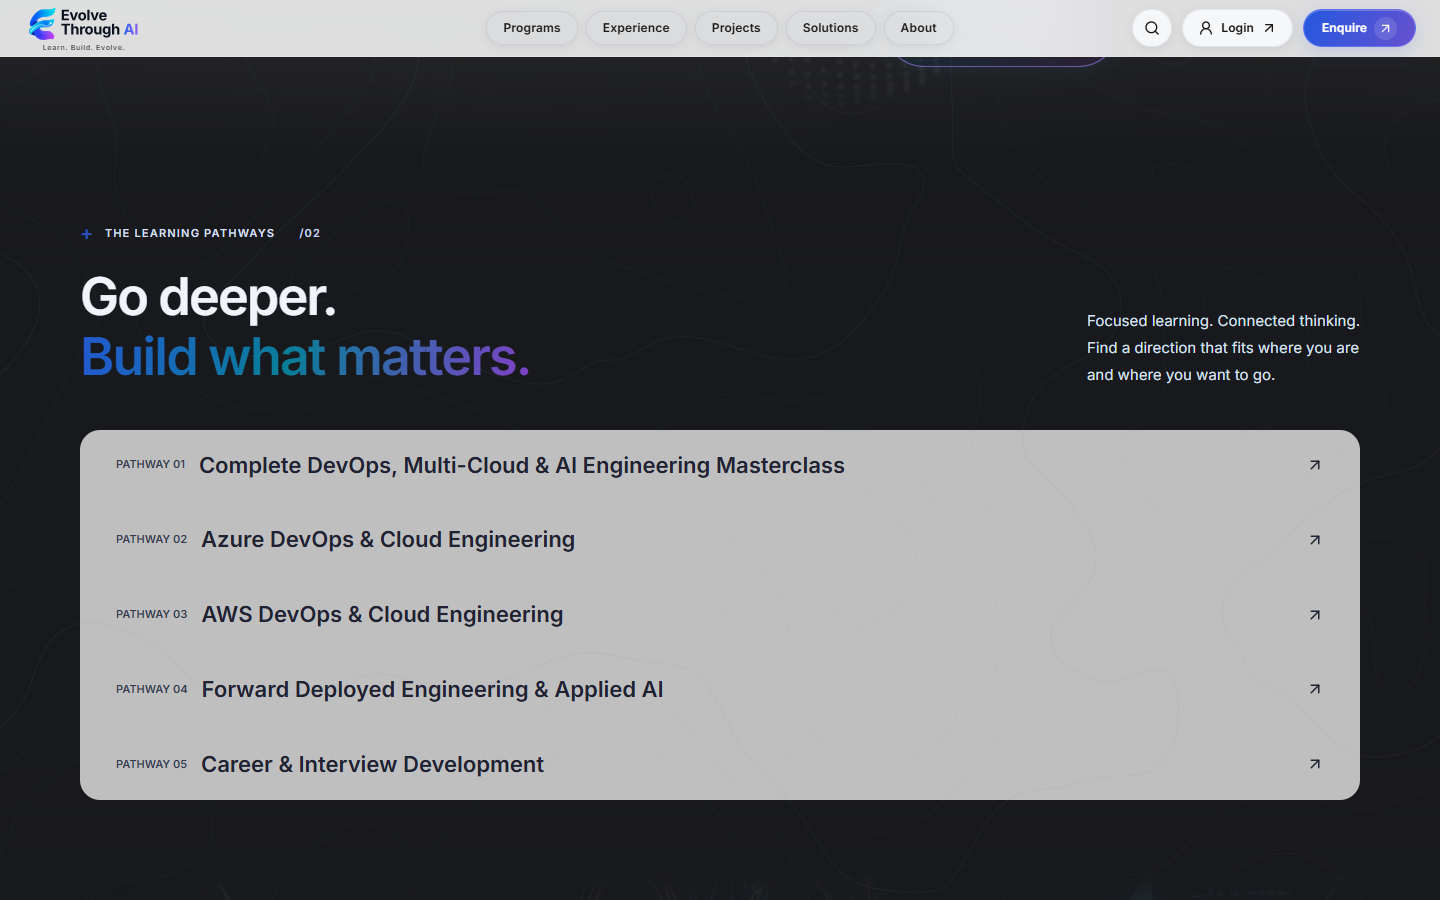 Evolve
Through AI
Learn. Build. Evolve.
Programs
Experience
Projects
Solutions
About
Login
Enquire
THE LEARNING PATHWAYS /02
Go deeper.
Build what matters.
Focused learning. Connected thinking.
Find a direction that fits where you are
and where you want to go.
PATHWAY 01 Complete DevOps, Multi-Cloud & AI Engineering Masterclass
PATHWAY 02 Azure DevOps & Cloud Engineering
PATHWAY 03 AWS DevOps & Cloud Engineering
PATHWAY 04 Forward Deployed Engineering & Applied AI
PATHWAY 05 Career & Interview Development